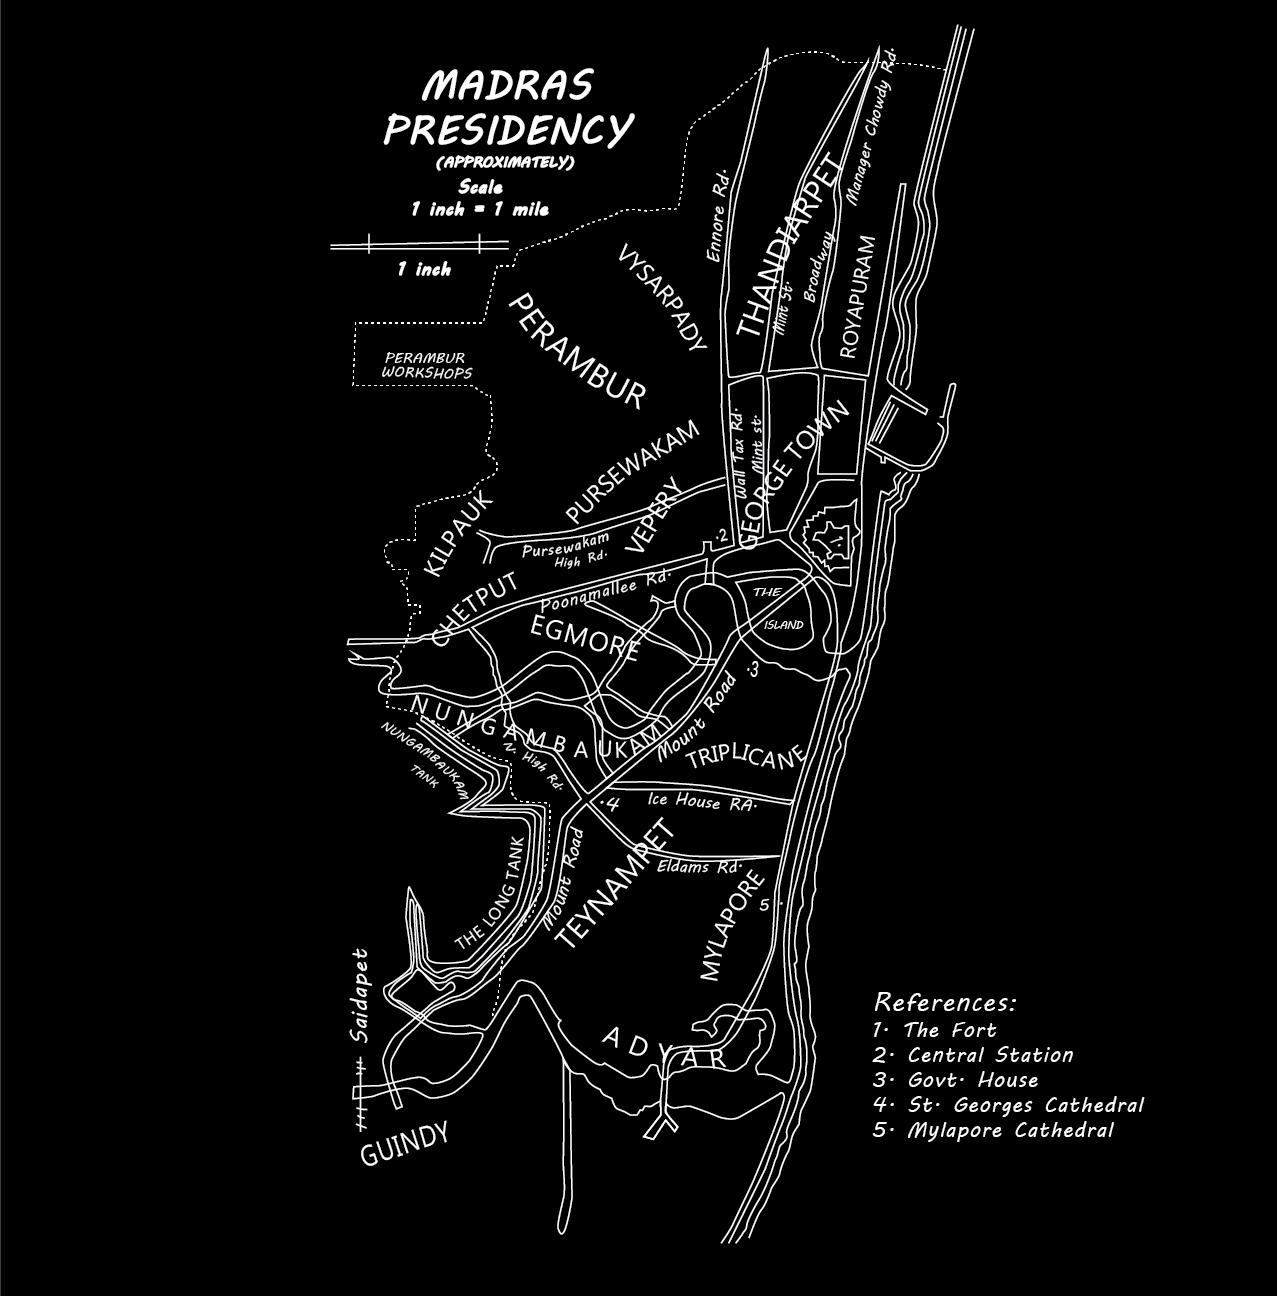 MADRAS
PRESIDENCY
(APPROXIMATELY)
Scale
1 inch = 1 mile
1 inch
Manager Chowdy Rd.
Ennore Rd.
THANDIARPET
Mint St.
Broadway
ROYAPURAM
VYSARPADY
PERAMBUR
PERAMBUR
WORKSHOPS
Wall Tax Rd.
Mint st.
GEORGE TOWN
PURSEWAKAM
VEPERY
KILPAUK
Pursewakam
High Rd.
.2
1.
CHETPUT
Poonamallee Rd.
THE
ISLAND
EGMORE
.3
NUNGAMBAUKAM
Mount Road
NUNGAMBAUKAM
TANK
N. High Rd.
TRIPLICANE
Ice House RA.
.4
Mount Road
TEYNAMPET
Eldams Rd.
THE LONG TANK
MYLAPORE
5.
Saidapet
ADYAR
GUINDY
References:
1. The Fort
2. Central Station
3. Govt. House
4. St. Georges Cathedral
5. Mylapore Cathedral